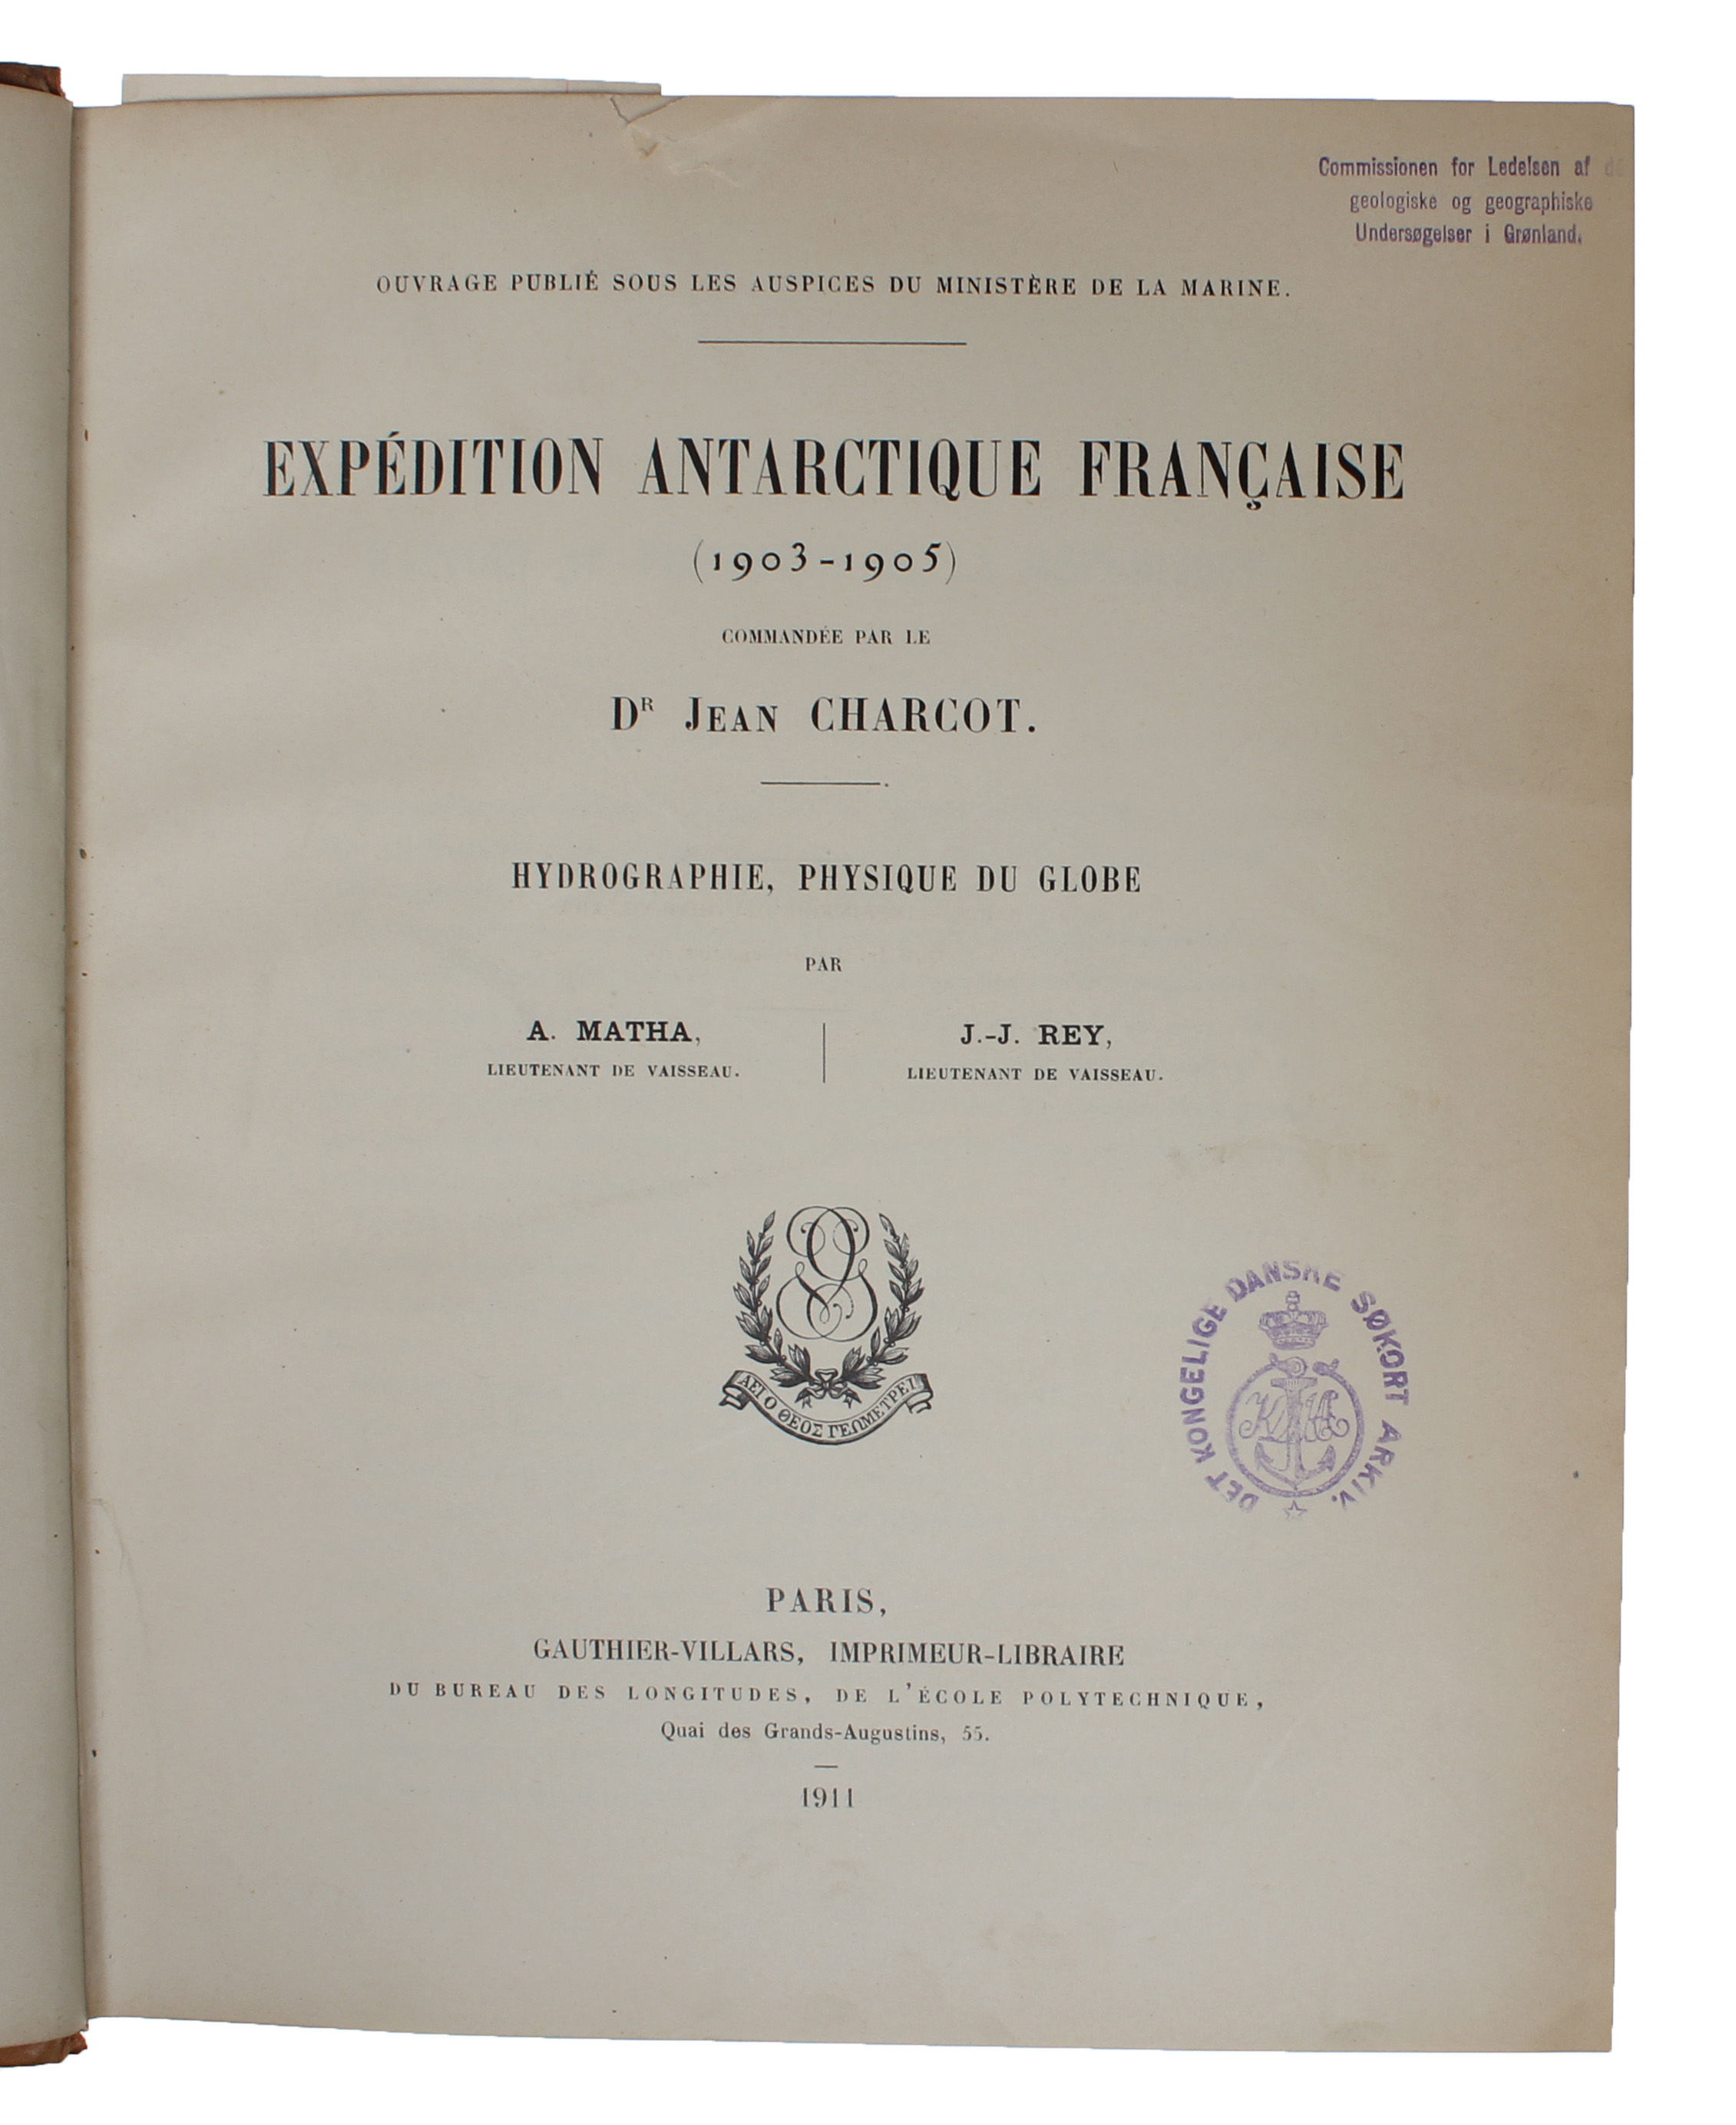 Commissionen for Ledelsen af de
geologiske og geographiske
Undersøgelser i Grønland.
OUVRAGE PUBLIÉ SOUS LES AUSPICES DU MINISTÈRE DE LA MARINE.
EXPÉDITION ANTARCTIQUE FRANÇAISE
(1903-1905)
COMMANDÉE PAR LE
DR JEAN CHARCOT.
HYDROGRAPHIE, PHYSIQUE DU GLOBE
PAR
A. MATHA,
LIEUTENANT DE VAISSEAU.
J.-J. REY,
LIEUTENANT DE VAISSEAU.
ΑΕΙ Ο ΘΕΟΣ ΓΕΩΜΕΤΡΕΙ
DET KONGELIGE DANSKE SØKORT ARKIV.
PARIS,
GAUTHIER-VILLARS, IMPRIMEUR-LIBRAIRE
DU BUREAU DES LONGITUDES, DE L'ÉCOLE POLYTECHNIQUE,
Quai des Grands-Augustins, 55.
1911